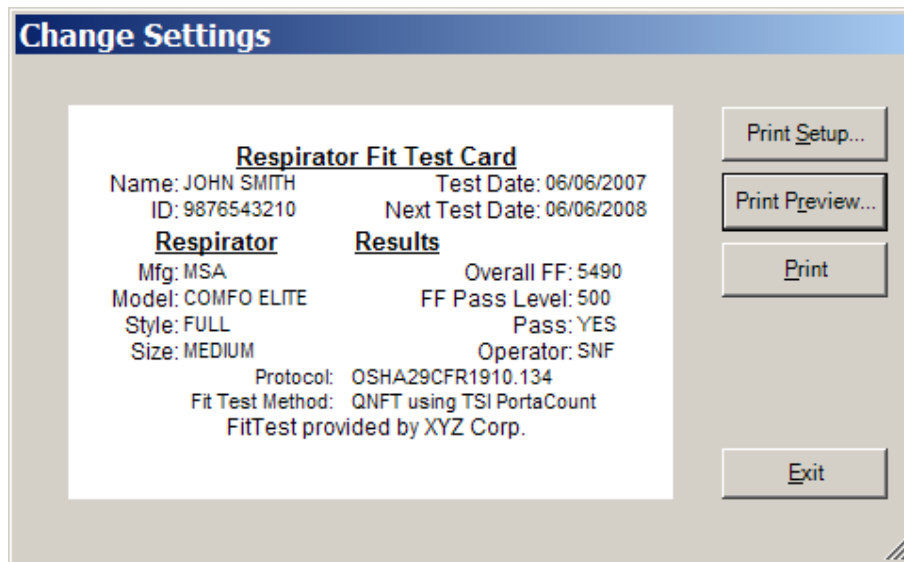 Change Settings
Respirator Fit Test Card
Name: JOHN SMITH Test Date: 06/06/2007
ID: 9876543210 Next Test Date: 06/06/2008
Respirator Results
Mfg: MSA Overall FF: 5490
Model: COMFO ELITE FF Pass Level: 500
Style: FULL Pass: YES
Size: MEDIUM Operator: SNF
Protocol: OSHA29CFR1910.134
Fit Test Method: QNFT using TSI PortaCount
FitTest provided by XYZ Corp.
Print Setup...
Print Preview...
Print
Exit